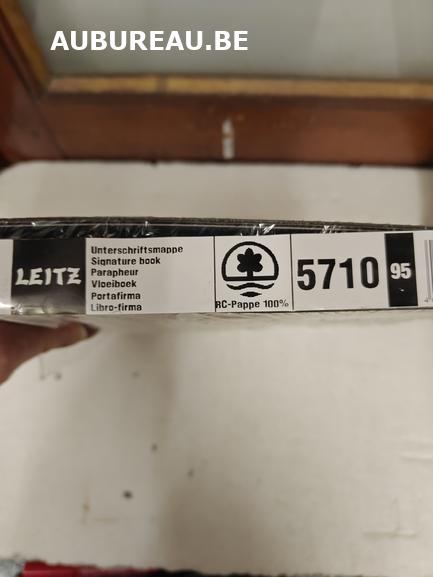 AUBUREAU.BE
LEITZ
Unterschriftsmappe
Signature book
Parapheur
Vloeiboek
Portafirma
Libro-firma
RC-Pappe 100%
5710
95